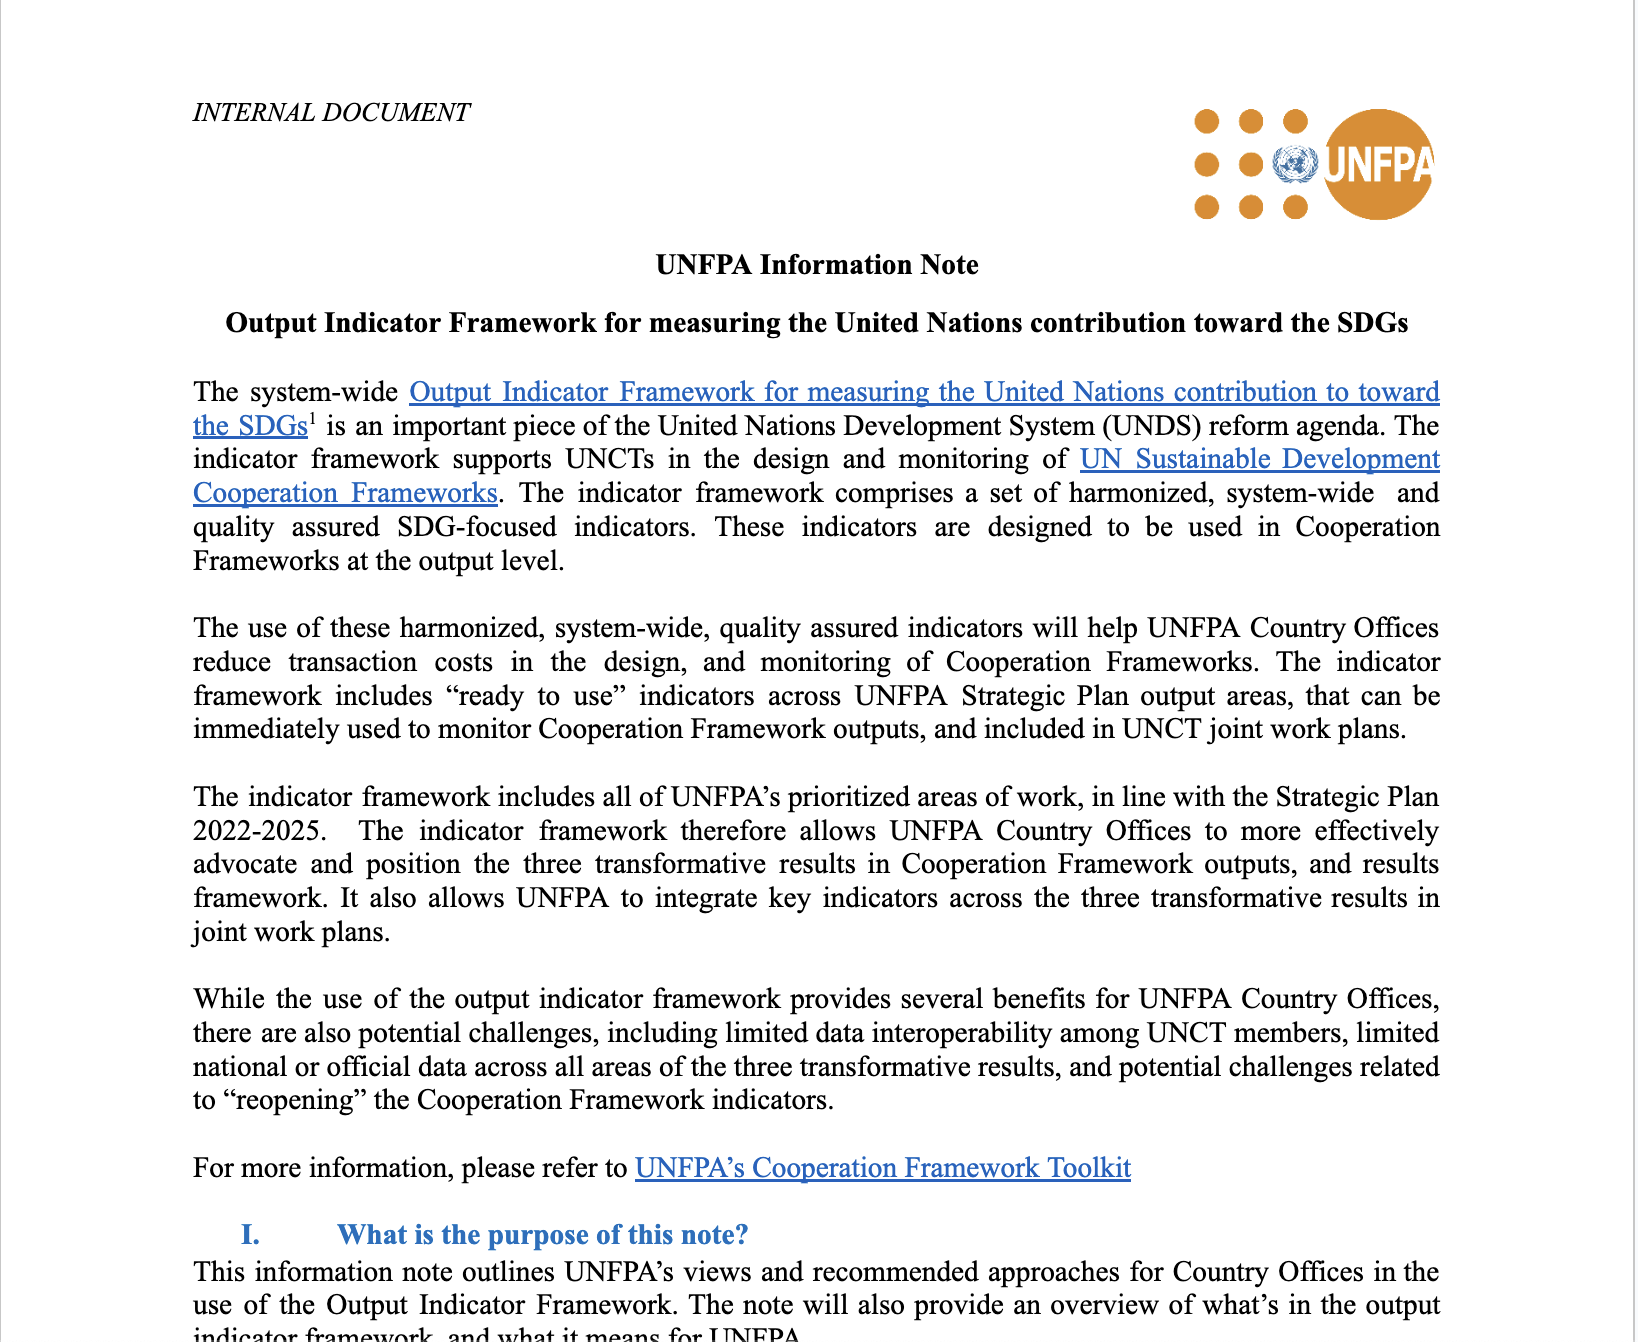 INTERNAL DOCUMENT
UNFPA
UNFPA Information Note
Output Indicator Framework for measuring the United Nations contribution toward the SDGs
The system-wide Output Indicator Framework for measuring the United Nations contribution to toward
the SDGs1 is an important piece of the United Nations Development System (UNDS) reform agenda. The
indicator framework supports UNCTs in the design and monitoring of UN Sustainable Development
Cooperation Frameworks. The indicator framework comprises a set of harmonized, system-wide and
quality assured SDG-focused indicators. These indicators are designed to be used in Cooperation
Frameworks at the output level.
The use of these harmonized, system-wide, quality assured indicators will help UNFPA Country Offices
reduce transaction costs in the design, and monitoring of Cooperation Frameworks. The indicator
framework includes “ready to use” indicators across UNFPA Strategic Plan output areas, that can be
immediately used to monitor Cooperation Framework outputs, and included in UNCT joint work plans.
The indicator framework includes all of UNFPA’s prioritized areas of work, in line with the Strategic Plan
2022-2025. The indicator framework therefore allows UNFPA Country Offices to more effectively
advocate and position the three transformative results in Cooperation Framework outputs, and results
framework. It also allows UNFPA to integrate key indicators across the three transformative results in
joint work plans.
While the use of the output indicator framework provides several benefits for UNFPA Country Offices,
there are also potential challenges, including limited data interoperability among UNCT members, limited
national or official data across all areas of the three transformative results, and potential challenges related
to “reopening” the Cooperation Framework indicators.
For more information, please refer to UNFPA’s Cooperation Framework Toolkit
I. What is the purpose of this note?
This information note outlines UNFPA’s views and recommended approaches for Country Offices in the
use of the Output Indicator Framework. The note will also provide an overview of what’s in the output
indicator framework, and what it means for UNFPA